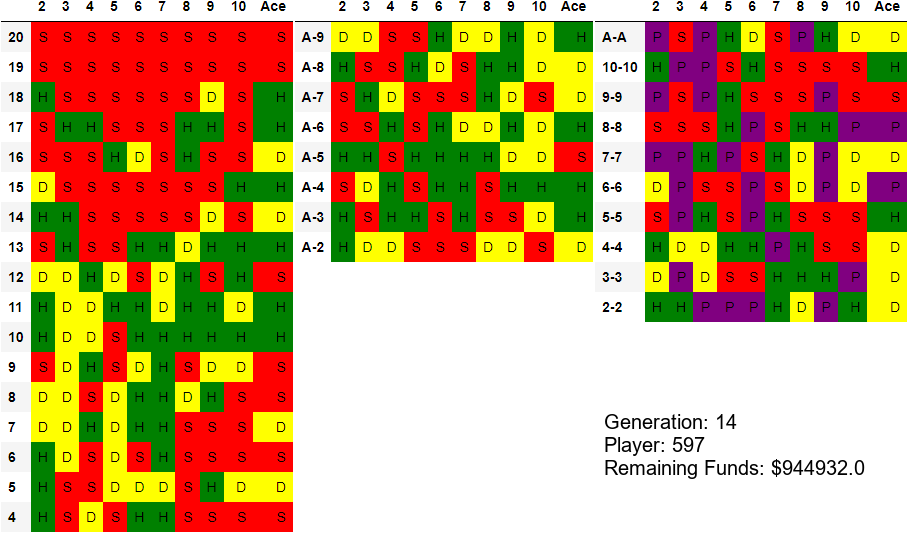 2 3 4 5 6 7 8 9 10 Ace
20 S S S S S S S S S S
19 S S S S S S S S S S
18 H S S S S S S D S H
17 S H H S S S H H S H
16 S S S H D S H S S D
15 D S S S S S S S H H
14 H H S S S S S D S D
13 S H S S H H D H H H
12 D D H D S D H S H S
11 H D D H H D H H D H
10 H D D S H H H H H H
9 S D H S D H S D D S
8 D D S D H H D H S S
7 D D H D H H S S S D
6 H D S D S H S S S S
5 H S S D D D S H D D
4 H S D S H H S S S S
2 3 4 5 6 7 8 9 10 Ace
A-9 D D S S H D D H D H
A-8 H S S H D S H H D D
A-7 S H D S S S H D S D
A-6 S S H S H D D H D H
A-5 H H S H H H H D D S
A-4 S D H S H H S H H H
A-3 H S H H S H S S D H
A-2 H D D S S S D D S D
2 3 4 5 6 7 8 9 10 Ace
A-A P S P H D S P H D D
10-10 H P P S H S S S S H
9-9 P S P H S S S P S S
8-8 S S S H P S H H P P
7-7 P P H P S H D P D D
6-6 D P S S P S D P D P
5-5 S P H S P H S S S H
4-4 H D D H H P H S S D
3-3 D P D S S H H H P D
2-2 H H P P P H D P H D
Generation: 14
Player: 597
Remaining Funds: $944932.0